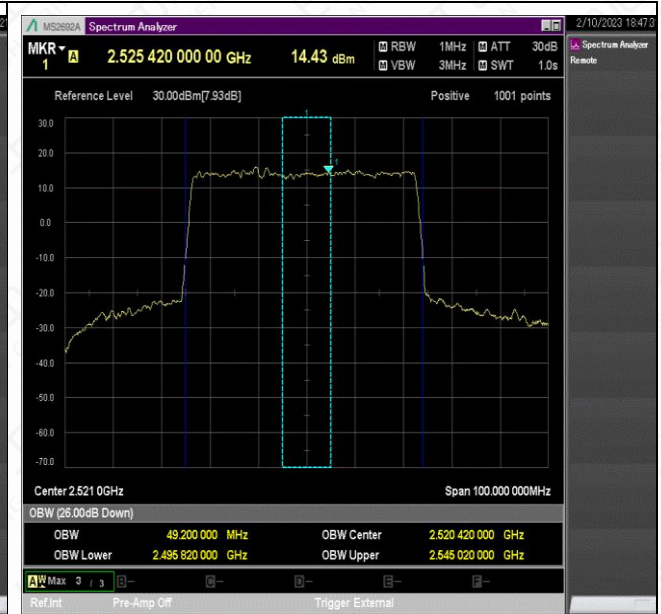 21
MS2692A Spectrum Analyzer
2/10/2023 18:47:3
MKR 1 A 2.525 420 000 00 GHz 14.43 dBm M RBW 1MHz M ATT 30dB
M VBW 3MHz M SWT 1.0s
Spectrum Analyzer
Remote
Reference Level 30.00dBm[7.93dB] Positive 1001 points
30.0
1
20.0
1
10.0
0.0
-10.0
-20.0
-30.0
-40.0
-50.0
-60.0
-70.0
Center 2.521 0GHz Span 100.000 000MHz
OBW (26.00dB Down)
OBW 49.200 000 MHz OBW Center 2.520 420 000 GHz
OBW Lower 2.495 820 000 GHz OBW Upper 2.545 020 000 GHz
A W Max 3 / 3 B- C- D- E- F-
Ref.Int Pre-Amp Off Trigger External